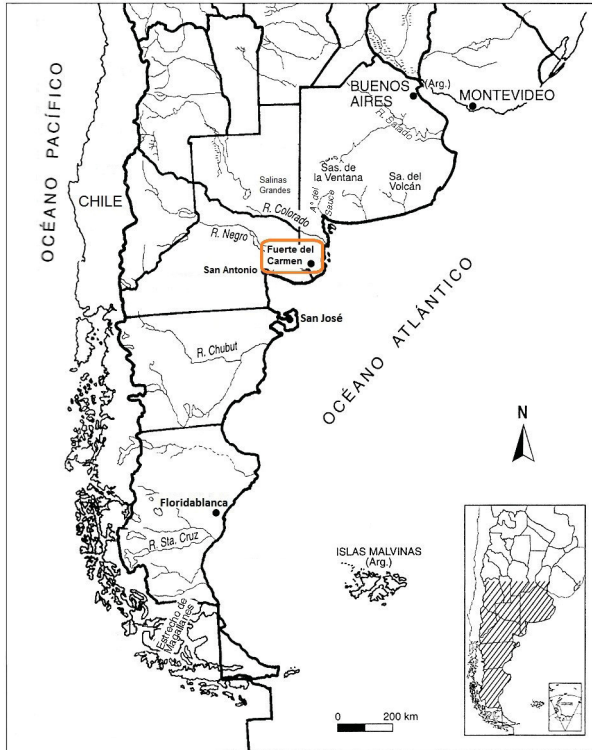 OCÉANO PACÍFICO
BUENOS
AIRES
(Arg.)
MONTEVIDEO
R. Salado
Sas. de
la Ventana
Sa. del
Volcán
Salinas
Grandes
Aº del
Sauce
CHILE
R. Colorado
R. Negro
Fuerte del
Carmen
San Antonio
OCÉANO ATLÁNTICO
San José
R. Chubut
N
Floridablanca
R. Sta. Cruz
ISLAS MALVINAS
(Arg.)
Estrecho de
Magallanes
0 200 km